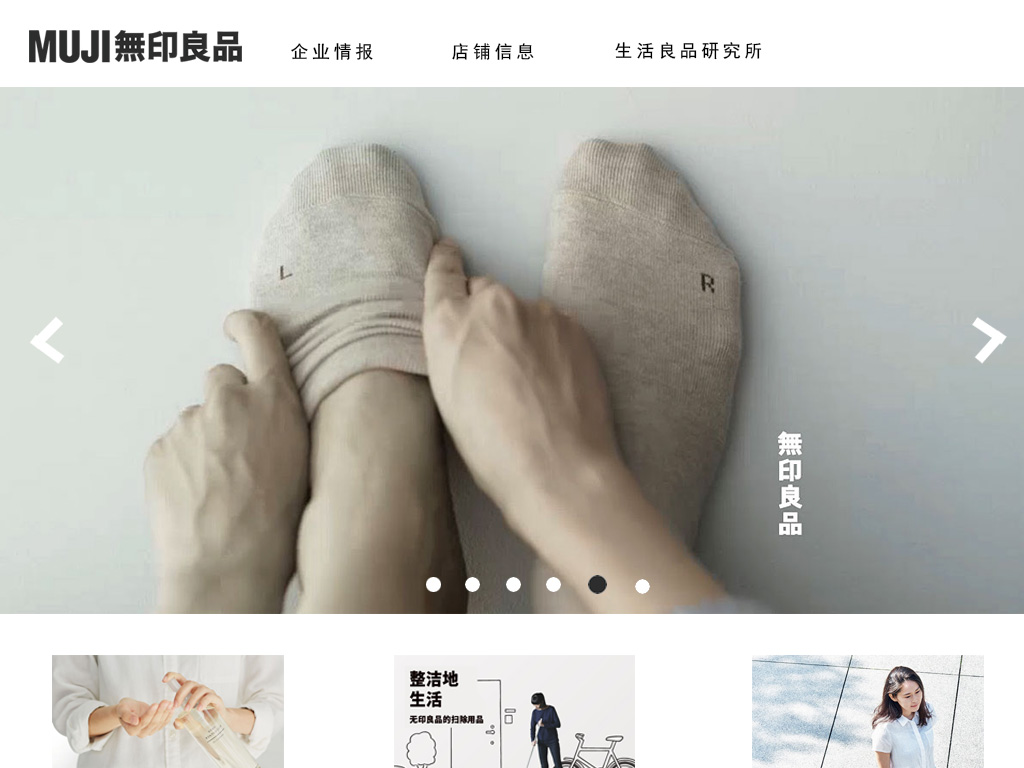 MUJI無印良品
企业情报
店铺信息
生活良品研究所
L
R
無印良品
整洁地
生活
无印良品的扫除用品